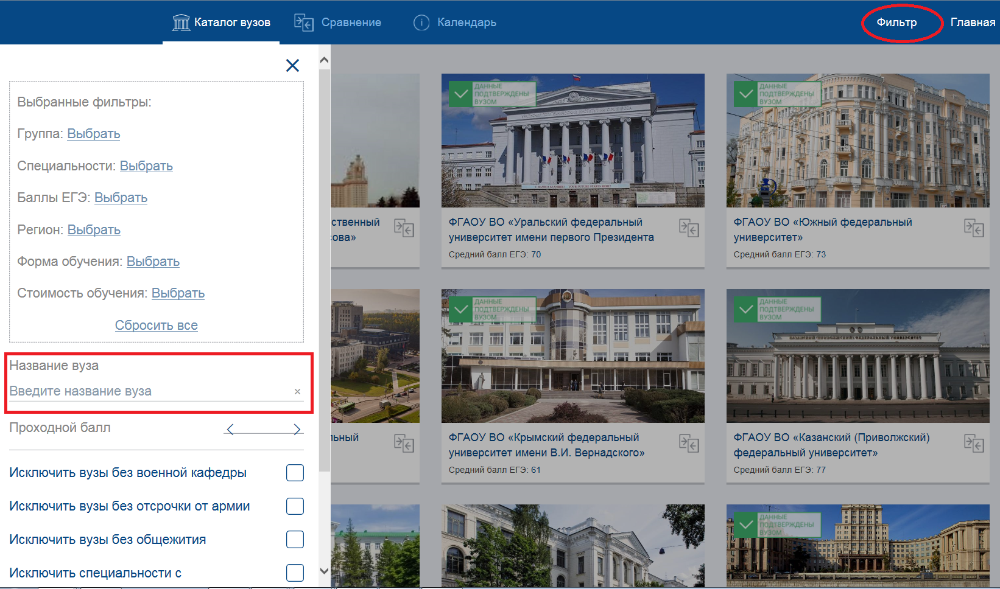 Каталог вузов
Сравнение
Календарь
Фильтр
Главная
Выбранные фильтры:
Группа: Выбрать
Специальности: Выбрать
Баллы ЕГЭ: Выбрать
Регион: Выбрать
Форма обучения: Выбрать
Стоимость обучения: Выбрать
Сбросить все
Название вуза
Введите название вуза
Проходной балл
Исключить вузы без военной кафедры
Исключить вузы без отсрочки от армии
Исключить вузы без общежития
Исключить специальности с
ственный
сова»
ДАННЫЕ
ПОДТВЕРЖДЕНЫ
ВУЗОМ
ФГАОУ ВО «Уральский федеральный
университет имени первого Президента
Средний балл ЕГЭ: 70
ДАННЫЕ
ПОДТВЕРЖДЕНЫ
ВУЗОМ
ФГАОУ ВО «Южный федеральный
университет»
Средний балл ЕГЭ: 73
льный
ДАННЫЕ
ПОДТВЕРЖДЕНЫ
ВУЗОМ
ФГАОУ ВО «Крымский федеральный
университет имени В.И. Вернадского»
Средний балл ЕГЭ: 61
ДАННЫЕ
ПОДТВЕРЖДЕНЫ
ВУЗОМ
ФГАОУ ВО «Казанский (Приволжский)
федеральный университет»
Средний балл ЕГЭ: 77
ДАННЫЕ
ПОДТВЕРЖДЕНЫ
ВУЗОМ